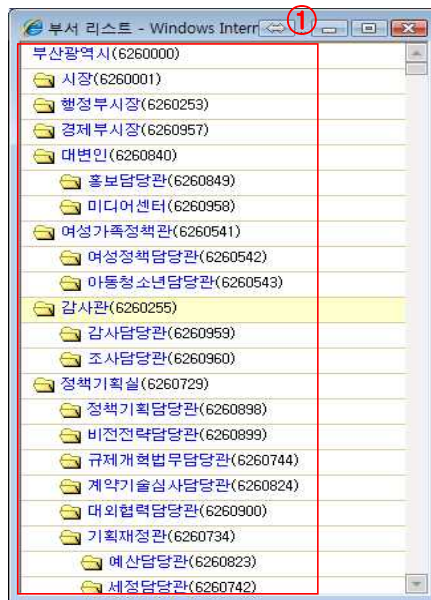 부서 리스트 - Windows Intern
①
부산광역시(6260000)
시장(6260001)
행정부시장(6260253)
경제부시장(6260957)
대변인(6260840)
홍보담당관(6260849)
미디어센터(6260958)
여성가족정책관(6260541)
여성정책담당관(6260542)
아동청소년담당관(6260543)
감사관(6260255)
감사담당관(6260959)
조사담당관(6260960)
정책기획실(6260729)
정책기획담당관(6260898)
비전전략담당관(6260899)
규제개혁법무담당관(6260744)
계약기술심사담당관(6260824)
대외협력담당관(6260900)
기획재정관(6260734)
예산담당관(6260823)
세정담당관(6260742)